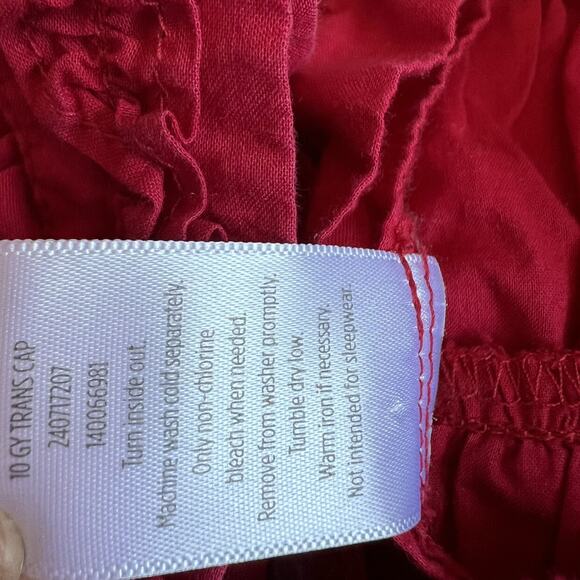 10 GY TRANS CAP
240717207
140066981
Turn inside out.
Machine wash cold separately.
Only non-chlorine
bleach when needed.
Remove from washer promptly.
Tumble dry low.
Warm iron if necessary.
Not intended for sleepwear.